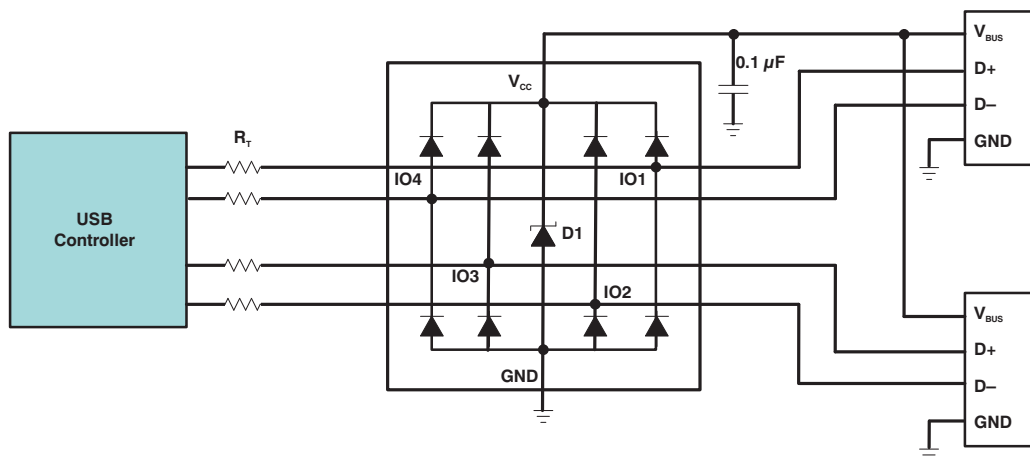 USB
Controller
R_T
V_CC
IO4
IO1
D1
IO3
IO2
GND
0.1 µF
V_BUS
D+
D–
GND
V_BUS
D+
D–
GND